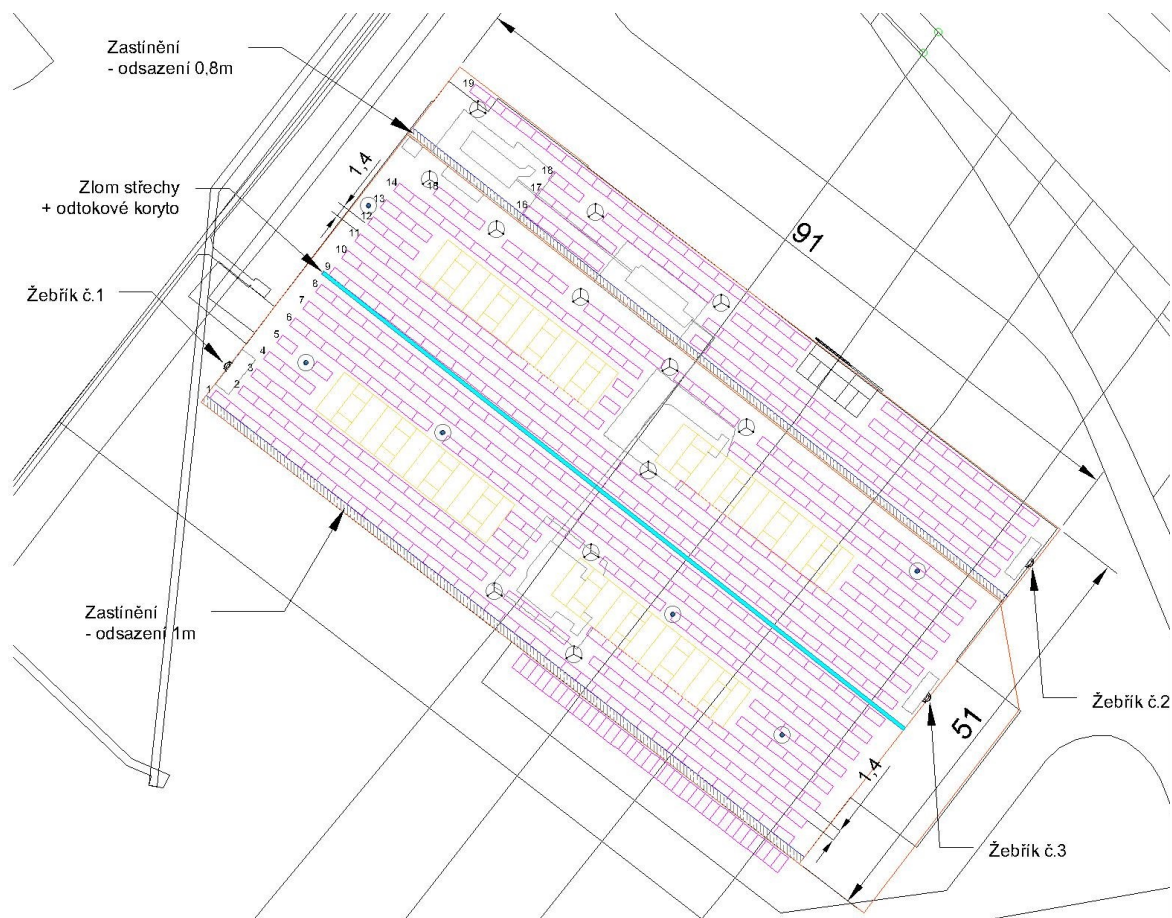 Zastínění
- odsazení 0,8m
19
91
1,4
18
17
16
15
14
13
12
11
10
9
8
7
6
5
4
3
2
1
Zlom střechy
+ odtokové koryto
Žebřík č.1
Zastínění
- odsazení 1m
Žebřík č.2
51
1,4
Žebřík č.3